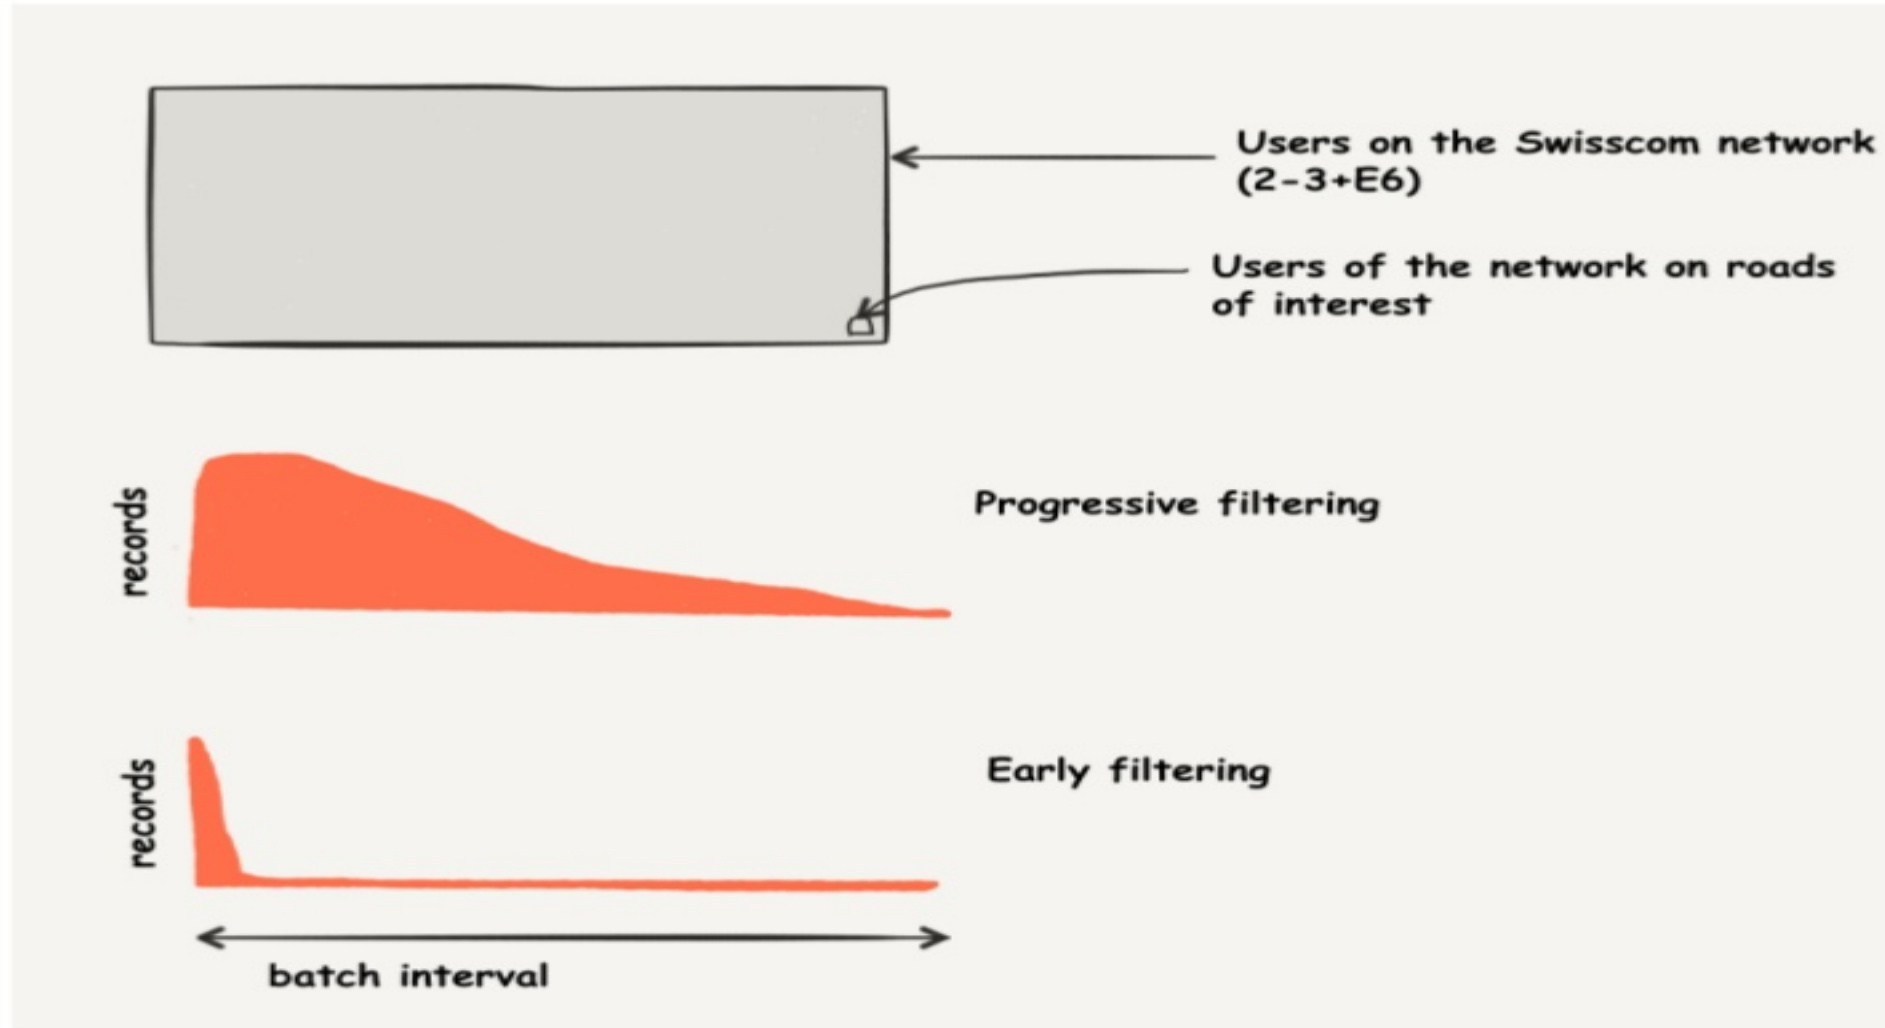 Users on the Swisscom network
(2-3+E6)
Users of the network on roads
of interest
records
Progressive filtering
records
Early filtering
batch interval